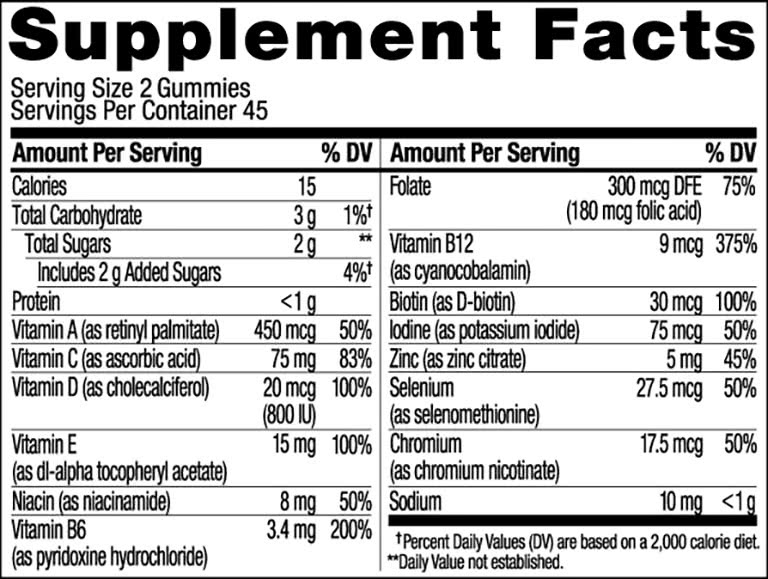 Supplement Facts
Serving Size 2 Gummies
Servings Per Container 45
Amount Per Serving % DV
Calories 15
Total Carbohydrate 3 g 1%†
Total Sugars 2 g **
Includes 2 g Added Sugars 4%†
Protein <1 g
Vitamin A (as retinyl palmitate) 450 mcg 50%
Vitamin C (as ascorbic acid) 75 mg 83%
Vitamin D (as cholecalciferol) 20 mcg 100%
(800 IU)
Vitamin E 15 mg 100%
(as dl-alpha tocopheryl acetate)
Niacin (as niacinamide) 8 mg 50%
Vitamin B6 3.4 mg 200%
(as pyridoxine hydrochloride)
Amount Per Serving % DV
Folate 300 mcg DFE 75%
(180 mcg folic acid)
Vitamin B12 9 mcg 375%
(as cyanocobalamin)
Biotin (as D-biotin) 30 mcg 100%
Iodine (as potassium iodide) 75 mcg 50%
Zinc (as zinc citrate) 5 mg 45%
Selenium 27.5 mcg 50%
(as selenomethionine)
Chromium 17.5 mcg 50%
(as chromium nicotinate)
Sodium 10 mg <1 g
†Percent Daily Values (DV) are based on a 2,000 calorie diet.
**Daily Value not established.